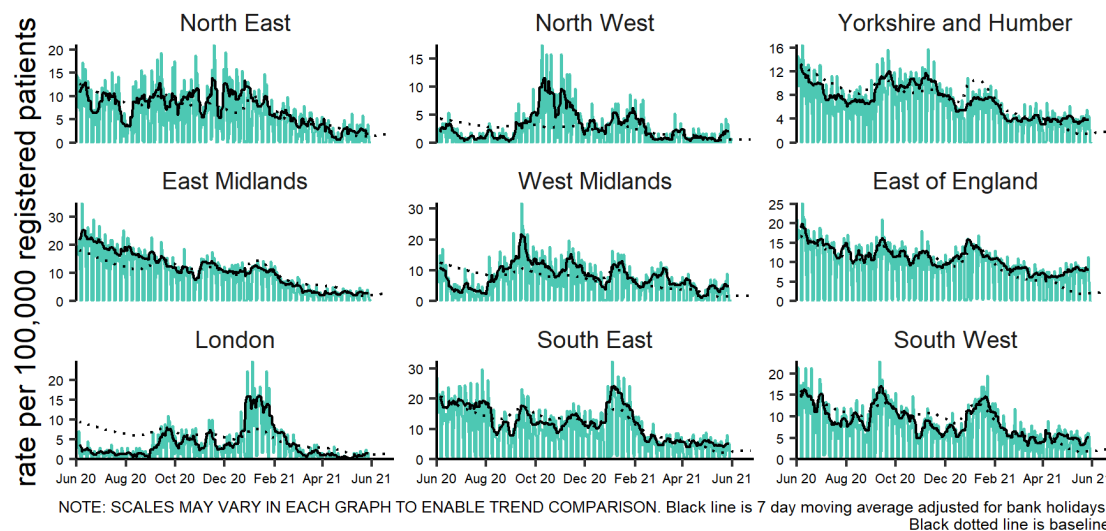 rate per 100,000 registered patients
North East
20
15
10
5
0
North West
15
10
5
0
Yorkshire and Humber
16
12
8
4
0
East Midlands
30
20
10
0
West Midlands
30
20
10
0
East of England
25
20
15
10
5
0
London
20
15
10
5
0
Jun 20 Aug 20 Oct 20 Dec 20 Feb 21 Apr 21 Jun 21
South East
30
20
10
0
Jun 20 Aug 20 Oct 20 Dec 20 Feb 21 Apr 21 Jun 21
South West
20
15
10
5
0
Jun 20 Aug 20 Oct 20 Dec 20 Feb 21 Apr 21 Jun 21
NOTE: SCALES MAY VARY IN EACH GRAPH TO ENABLE TREND COMPARISON. Black line is 7 day moving average adjusted for bank holidays
Black dotted line is baseline